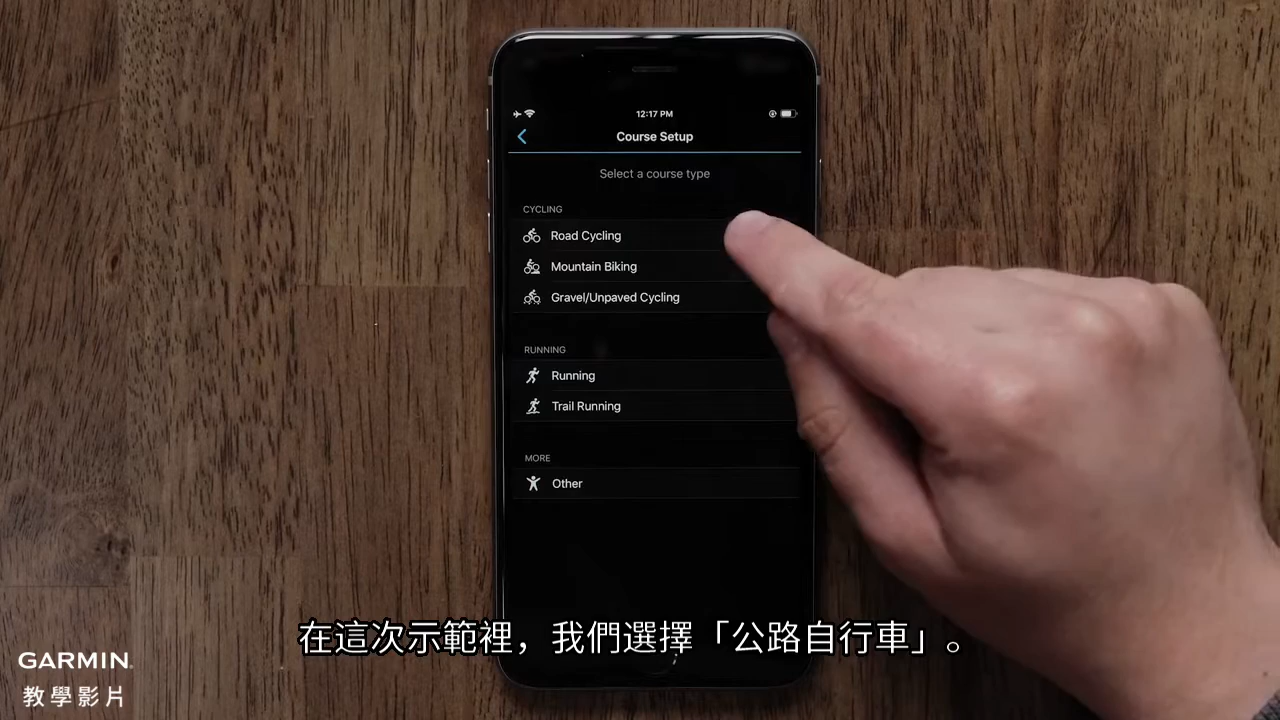 12:17 PM
Course Setup
Select a course type
CYCLING
Road Cycling
Mountain Biking
Gravel/Unpaved Cycling
RUNNING
Running
Trail Running
MORE
Other
在這次示範裡，我們選擇「公路自行車」。
GARMIN.
教學影片